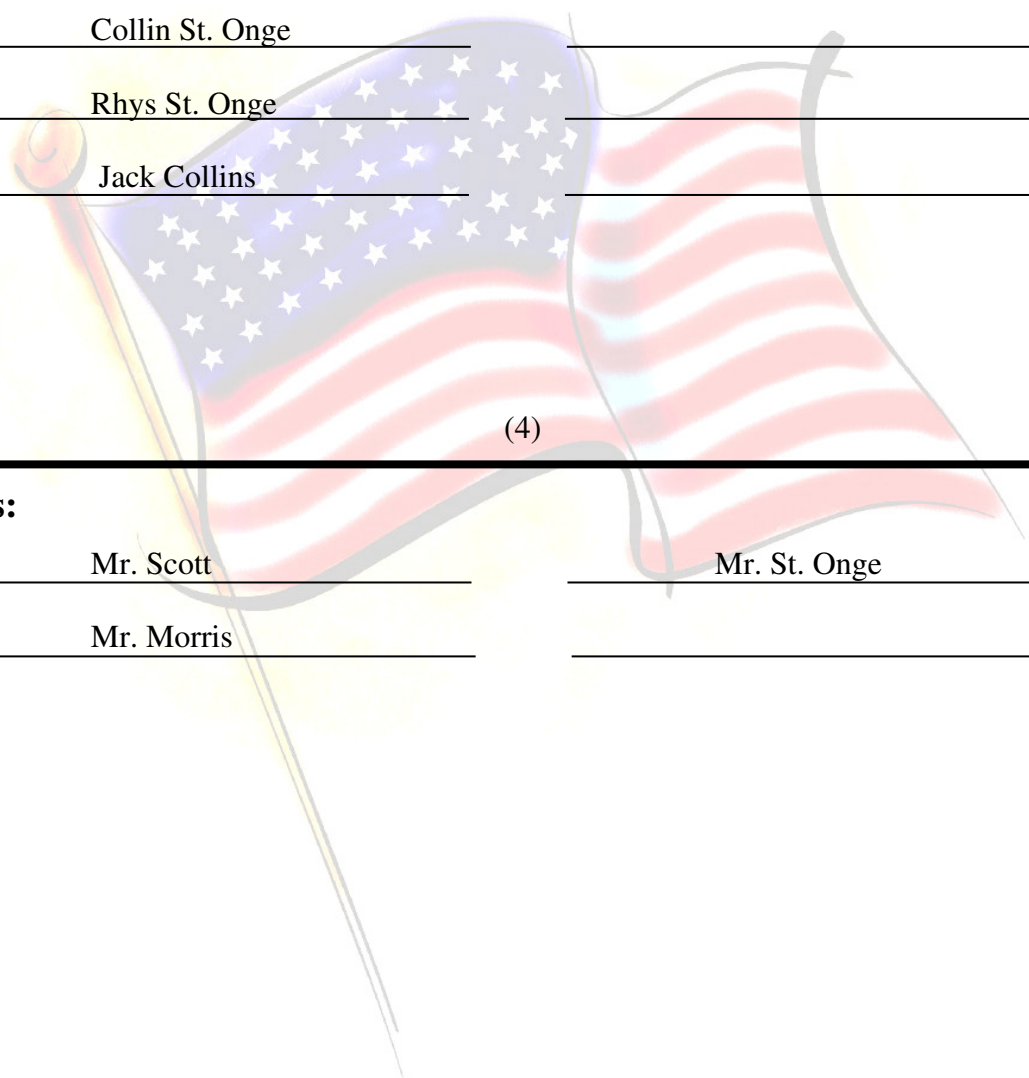 Collin St. Onge
Rhys St. Onge
Jack Collins
(4)
s:
Mr. Scott Mr. St. Onge
Mr. Morris